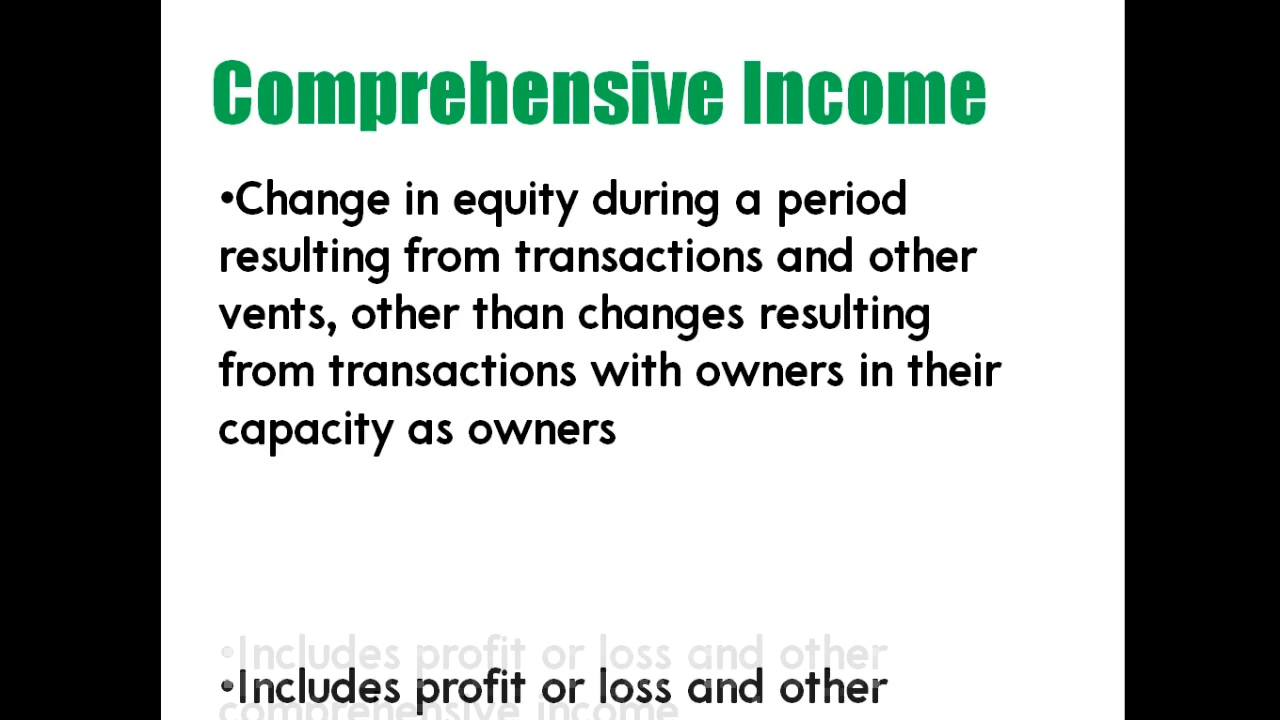 Comprehensive Income
•Change in equity during a period
resulting from transactions and other
vents, other than changes resulting
from transactions with owners in their
capacity as owners
•Includes profit or loss and other
•Includes profit or loss and other
comprehensive income